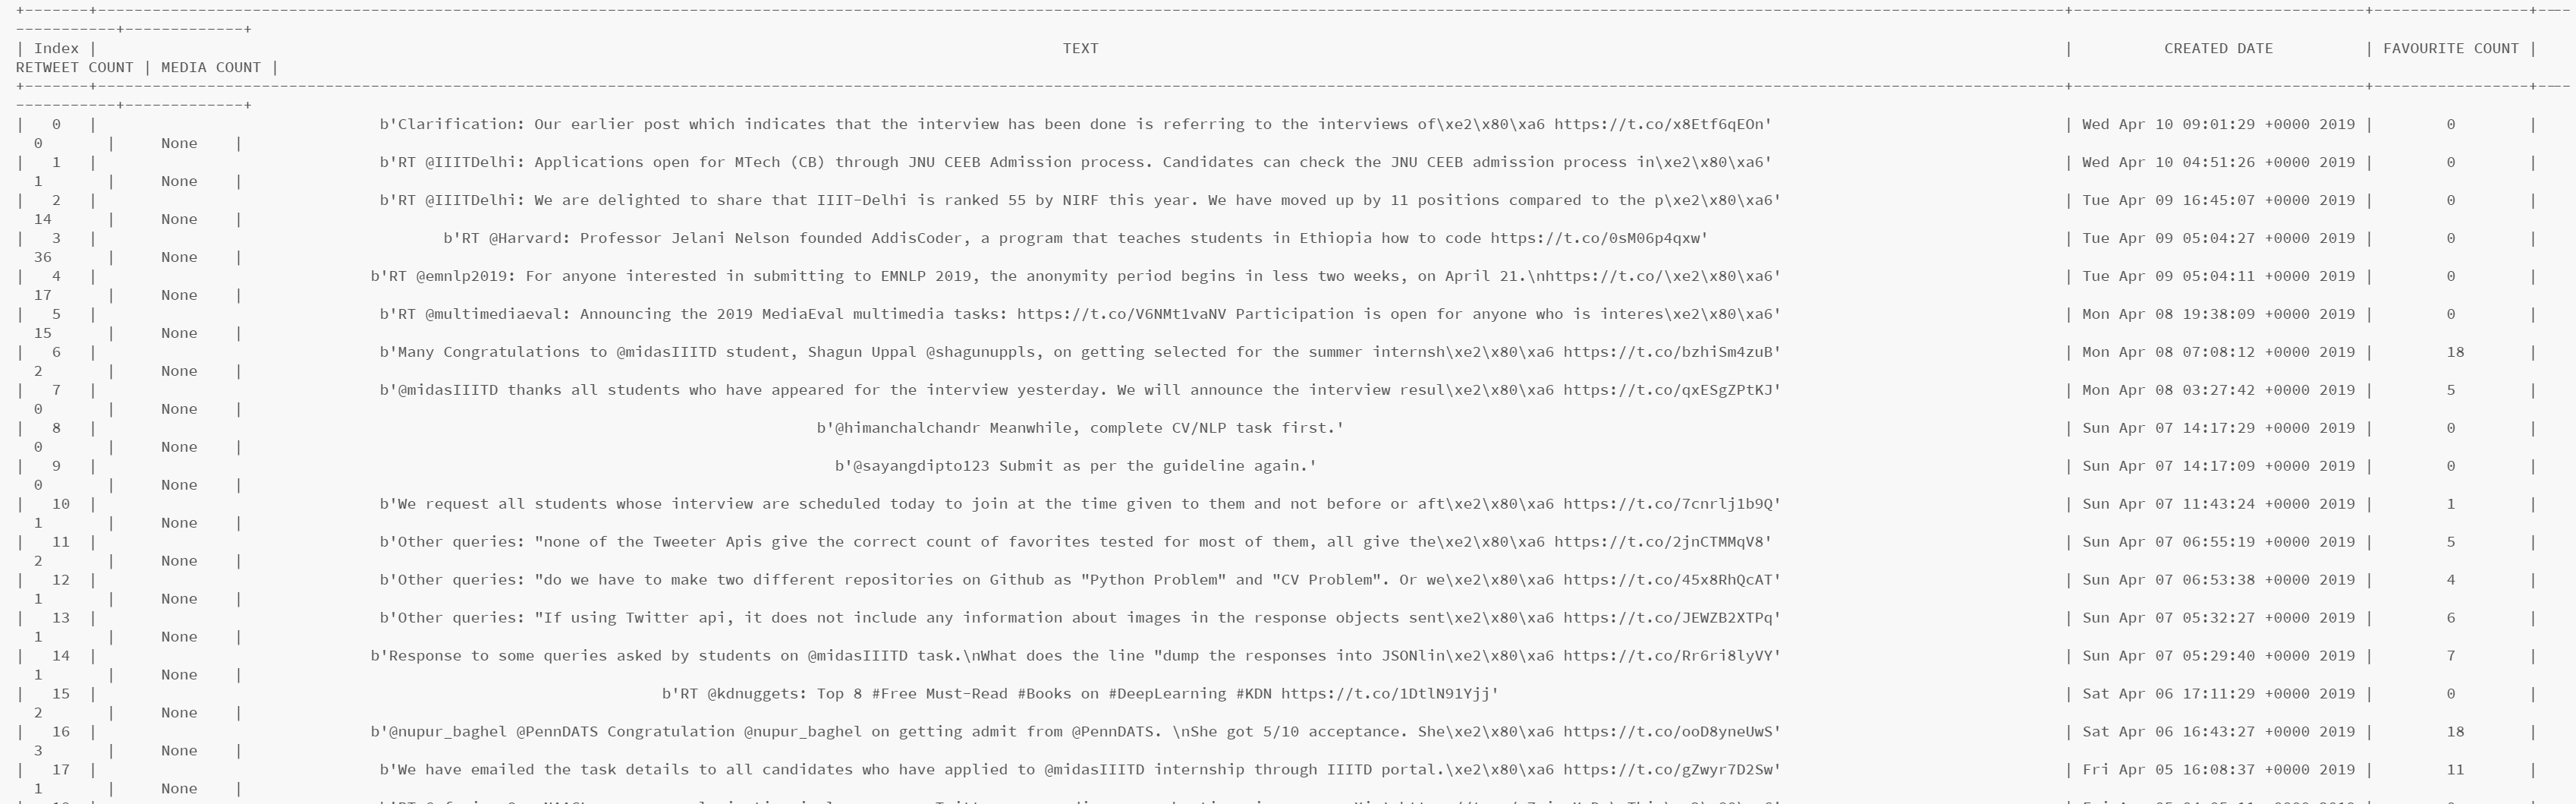 | Index | TEXT | CREATED DATE | FAVOURITE COUNT |
RETWEET COUNT | MEDIA COUNT |
| 0 | b'Clarification: Our earlier post which indicates that the interview has been done is referring to the interviews of\xe2\x80\xa6 https://t.co/x8Etf6qEOn' | Wed Apr 10 09:01:29 +0000 2019 | 0 |
0 | None |
| 1 | b'RT @IIITDelhi: Applications open for MTech (CB) through JNU CEEB Admission process. Candidates can check the JNU CEEB admission process in\xe2\x80\xa6' | Wed Apr 10 04:51:26 +0000 2019 | 0 |
1 | None |
| 2 | b'RT @IIITDelhi: We are delighted to share that IIIT-Delhi is ranked 55 by NIRF this year. We have moved up by 11 positions compared to the p\xe2\x80\xa6' | Tue Apr 09 16:45:07 +0000 2019 | 0 |
14 | None |
| 3 | b'RT @Harvard: Professor Jelani Nelson founded AddisCoder, a program that teaches students in Ethiopia how to code https://t.co/0sM06p4qxw' | Tue Apr 09 05:04:27 +0000 2019 | 0 |
36 | None |
| 4 | b'RT @emnlp2019: For anyone interested in submitting to EMNLP 2019, the anonymity period begins in less two weeks, on April 21.\nhttps://t.co/\xe2\x80\xa6' | Tue Apr 09 05:04:11 +0000 2019 | 0 |
17 | None |
| 5 | b'RT @multimediaeval: Announcing the 2019 MediaEval multimedia tasks: https://t.co/V6NMt1vaNV Participation is open for anyone who is interes\xe2\x80\xa6' | Mon Apr 08 19:38:09 +0000 2019 | 0 |
15 | None |
| 6 | b'Many Congratulations to @midasIIITD student, Shagun Uppal @shagunuppls, on getting selected for the summer internsh\xe2\x80\xa6 https://t.co/bzhiSm4zuB' | Mon Apr 08 07:08:12 +0000 2019 | 18 |
2 | None |
| 7 | b'@midasIIITD thanks all students who have appeared for the interview yesterday. We will announce the interview resul\xe2\x80\xa6 https://t.co/qxESgZPtKJ' | Mon Apr 08 03:27:42 +0000 2019 | 5 |
0 | None |
| 8 | b'@himanchalchandr Meanwhile, complete CV/NLP task first.' | Sun Apr 07 14:17:29 +0000 2019 | 0 |
0 | None |
| 9 | b'@sayangdipto123 Submit as per the guideline again.' | Sun Apr 07 14:17:09 +0000 2019 | 0 |
0 | None |
| 10 | b'We request all students whose interview are scheduled today to join at the time given to them and not before or aft\xe2\x80\xa6 https://t.co/7cnrlj1b9Q' | Sun Apr 07 11:43:24 +0000 2019 | 1 |
1 | None |
| 11 | b'Other queries: "none of the Tweeter Apis give the correct count of favorites tested for most of them, all give the\xe2\x80\xa6 https://t.co/2jnCTMMqV8' | Sun Apr 07 06:55:19 +0000 2019 | 5 |
2 | None |
| 12 | b'Other queries: "do we have to make two different repositories on Github as "Python Problem" and "CV Problem". Or we\xe2\x80\xa6 https://t.co/45x8RhQcAT' | Sun Apr 07 06:53:38 +0000 2019 | 4 |
1 | None |
| 13 | b'Other queries: "If using Twitter api, it does not include any information about images in the response objects sent\xe2\x80\xa6 https://t.co/JEWZB2XTPq' | Sun Apr 07 05:32:27 +0000 2019 | 6 |
1 | None |
| 14 | b'Response to some queries asked by students on @midasIIITD task.\nWhat does the line "dump the responses into JSONlin\xe2\x80\xa6 https://t.co/Rr6ri8lyVY' | Sun Apr 07 05:29:40 +0000 2019 | 7 |
1 | None |
| 15 | b'RT @kdnuggets: Top 8 #Free Must-Read #Books on #DeepLearning #KDN https://t.co/1DtlN91Yjj' | Sat Apr 06 17:11:29 +0000 2019 | 0 |
2 | None |
| 16 | b'@nupur_baghel @PennDATS Congratulation @nupur_baghel on getting admit from @PennDATS. \nShe got 5/10 acceptance. She\xe2\x80\xa6 https://t.co/ooD8yneUwS' | Sat Apr 06 16:43:27 +0000 2019 | 18 |
3 | None |
| 17 | b'We have emailed the task details to all candidates who have applied to @midasIIITD internship through IIITD portal.\xe2\x80\xa6 https://t.co/gZwyr7D2Sw' | Fri Apr 05 16:08:37 +0000 2019 | 11 |
1 | None |